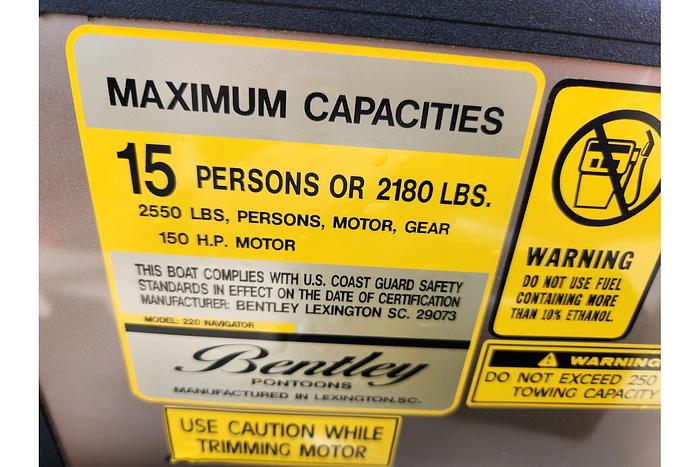 MAXIMUM CAPACITIES
15 PERSONS OR 2180 LBS.
2550 LBS, PERSONS, MOTOR, GEAR
150 H.P. MOTOR
THIS BOAT COMPLIES WITH U.S. COAST GUARD SAFETY
STANDARDS IN EFFECT ON THE DATE OF CERTIFICATION
MANUFACTURER: BENTLEY LEXINGTON SC. 29073
MODEL: 220 NAVIGATOR
Bentley
PONTOONS
MANUFACTURED IN LEXINGTON, SC.
USE CAUTION WHILE
TRIMMING MOTOR
WARNING
DO NOT USE FUEL
CONTAINING MORE
THAN 10% ETHANOL.
WARNING
DO NOT EXCEED 250
TOWING CAPACITY